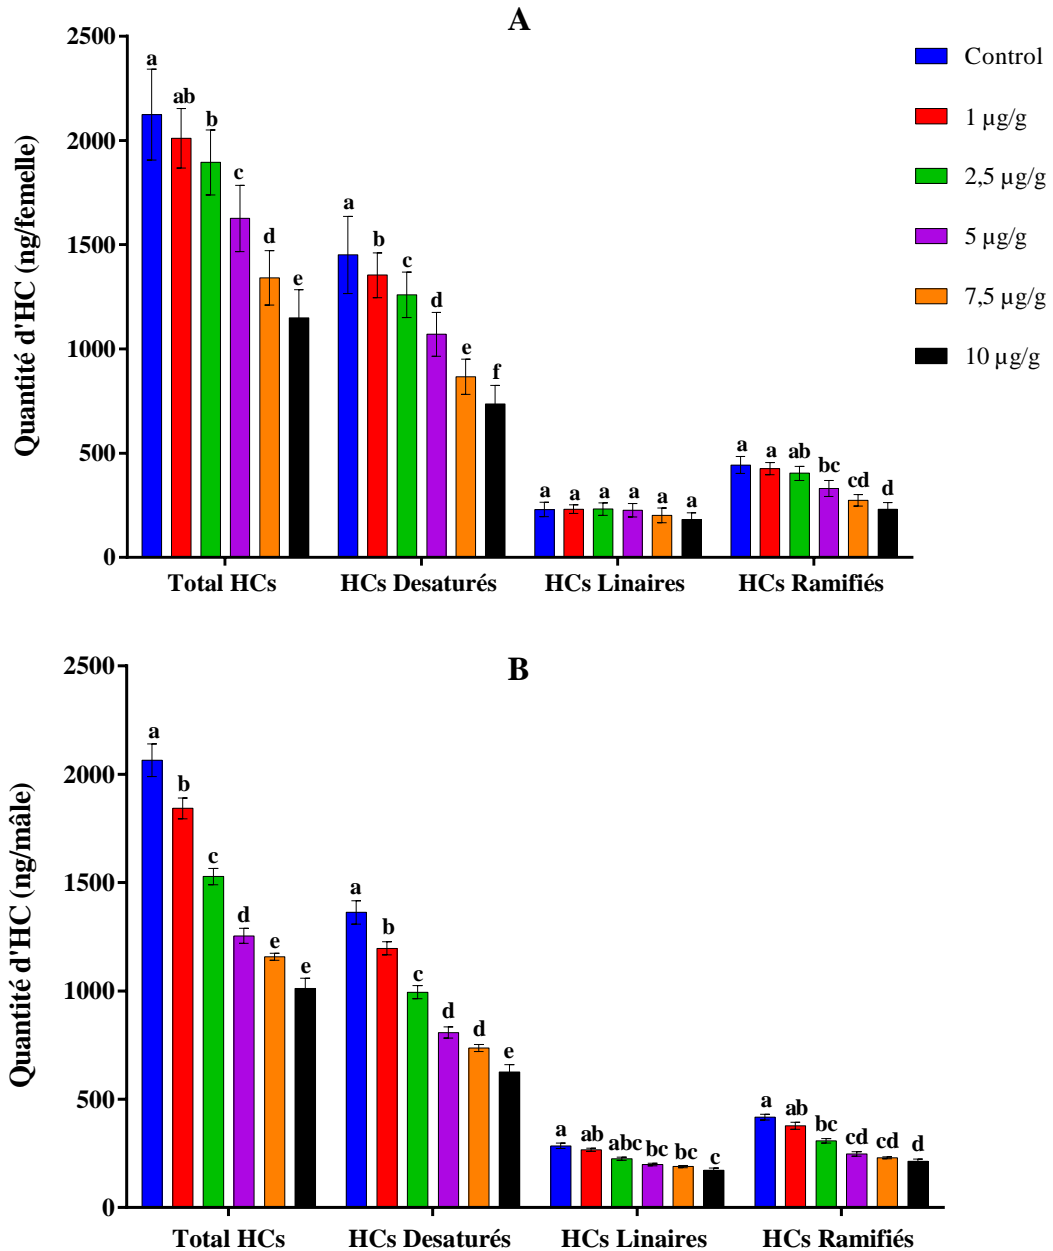 A
Quantité d'HC (ng/femelle)
2500
2000
1500
1000
500
0
a ab b c d e
a b c d e f
a a a a a a
a a ab bc cd d
Total HCs HCs Desaturés HCs Linaires HCs Ramifiés
Control
1 µg/g
2,5 µg/g
5 µg/g
7,5 µg/g
10 µg/g
B
Quantité d'HC (ng/mâle)
2500
2000
1500
1000
500
0
a b c d e e
a b c d d e
a ab abc bc bc c
a ab bc cd cd d
Total HCs HCs Desaturés HCs Linaires HCs Ramifiés